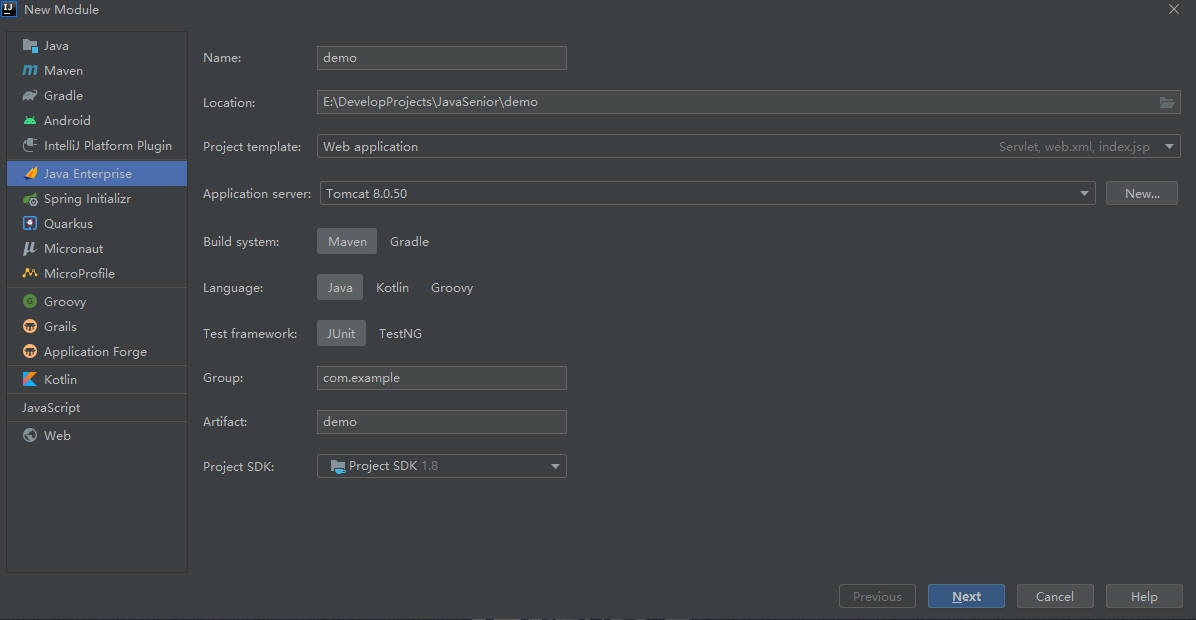 New Module
Java
Maven
Gradle
Android
IntelliJ Platform Plugin
Java Enterprise
Spring Initializr
Quarkus
Micronaut
MicroProfile
Groovy
Grails
Application Forge
Kotlin
JavaScript
Web
Name: demo
Location: E:\DevelopProjects\JavaSenior\demo
Project template: Web application Servlet, web.xml, index.jsp
Application server: Tomcat 8.0.50 New...
Build system: Maven Gradle
Language: Java Kotlin Groovy
Test framework: JUnit TestNG
Group: com.example
Artifact: demo
Project SDK: Project SDK 1.8
Previous Next Cancel Help